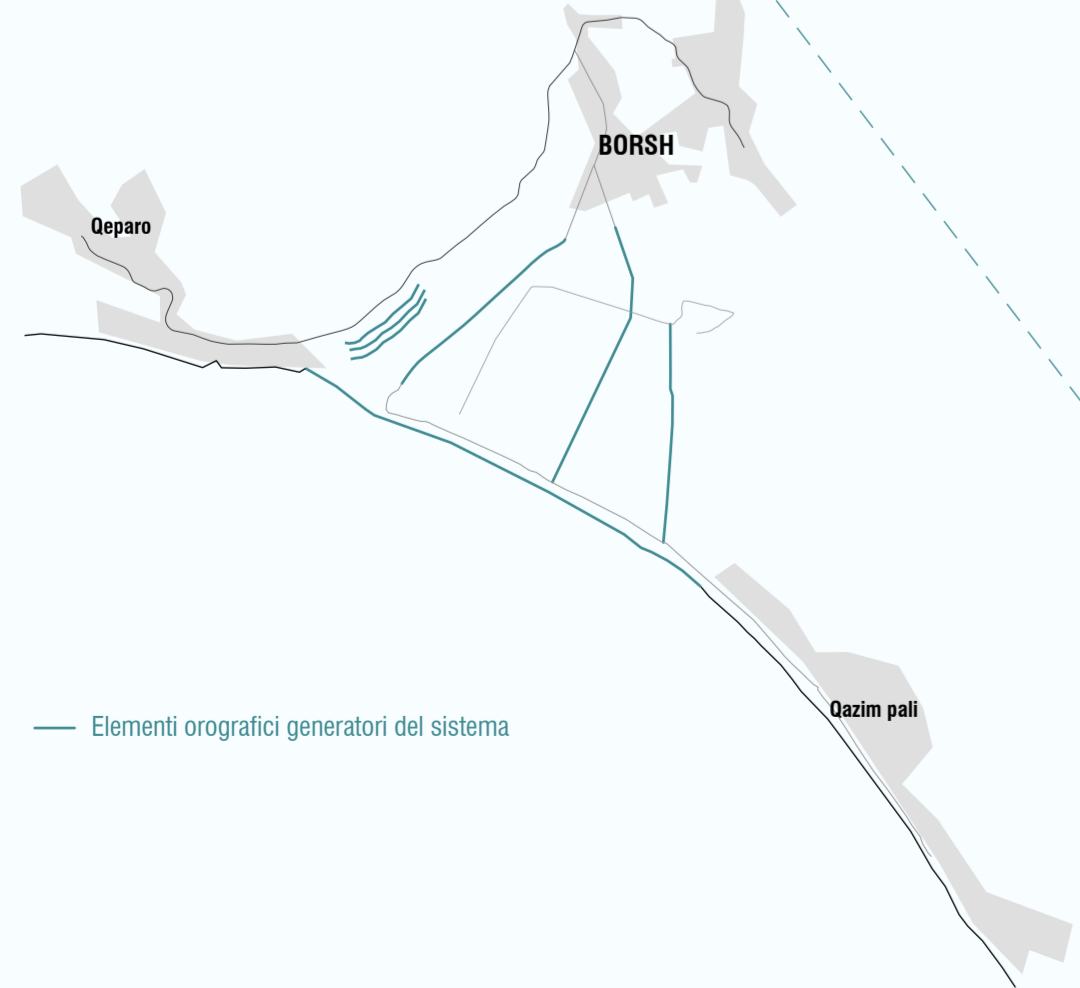 BORSH
Qeparo
Qazim pali
Elementi orografici generatori del sistema